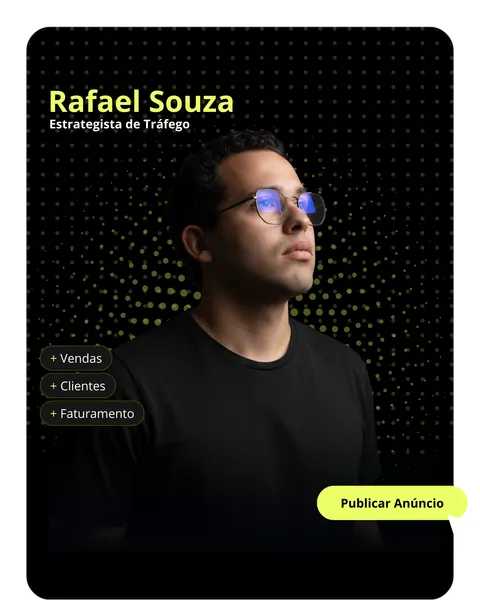 Rafael Souza
Estrategista de Tráfego
+ Vendas
+ Clientes
+ Faturamento
Publicar Anúncio